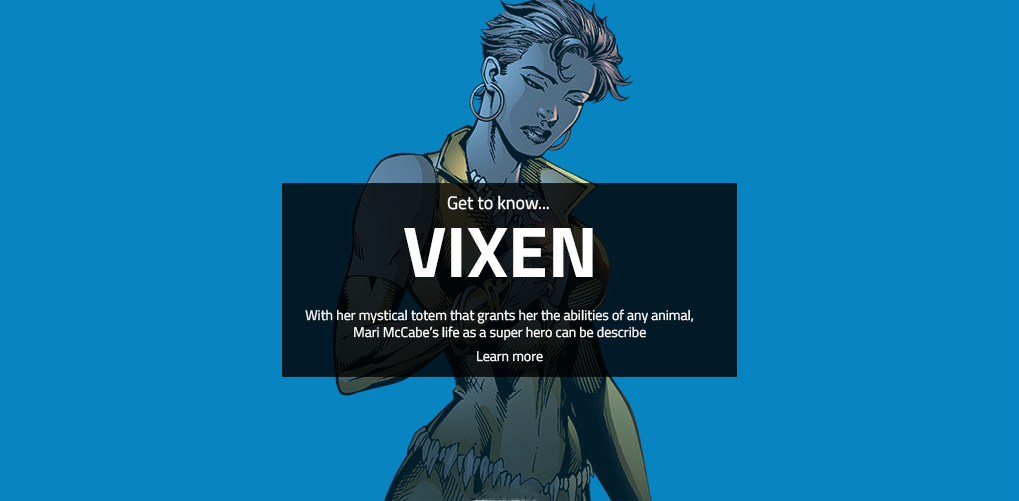 Get to know...
VIXEN
With her mystical totem that grants her the abilities of any animal,
Mari McCabe’s life as a super hero can be describe
Learn more